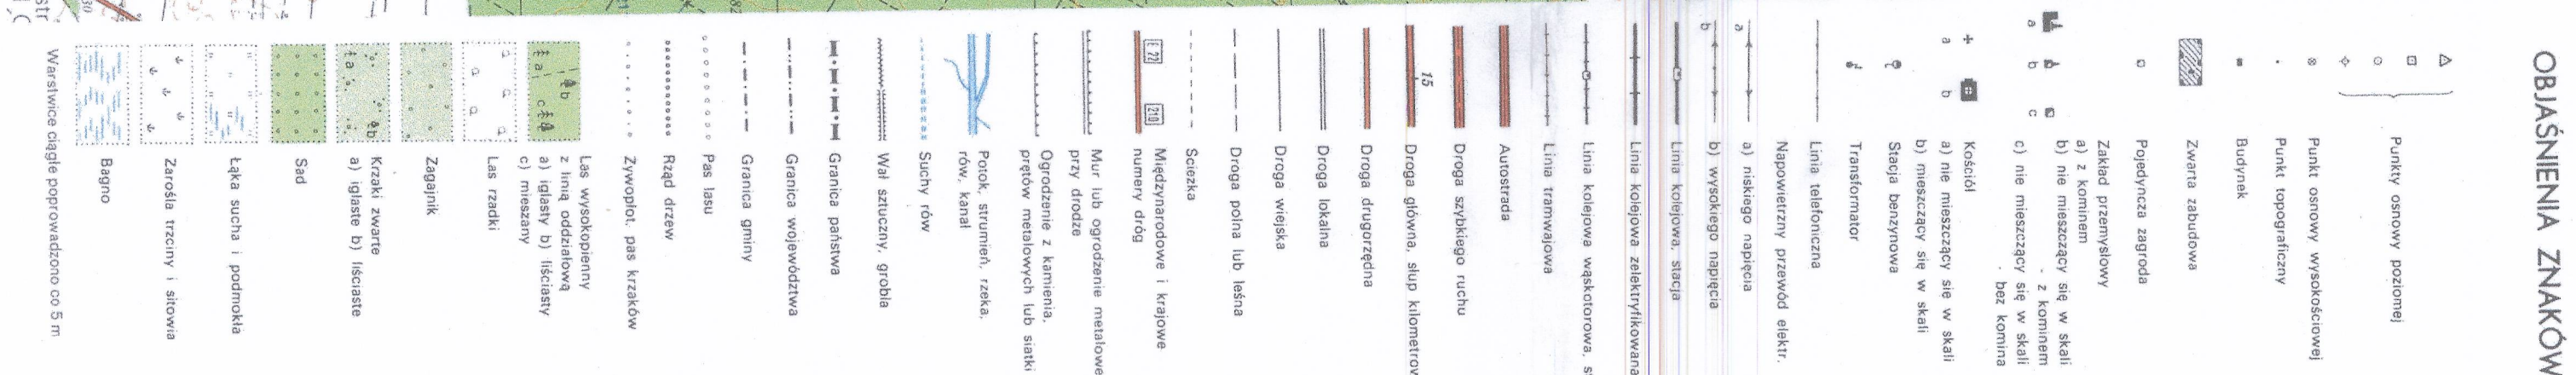 OBJAŚNIENIA ZNAKÓW
Punkty osnowy poziomej
Punkt osnowy wysokościowej
Punkt topograficzny
Budynek
Zwarta zabudowa
Pojedyncza zagroda
Zakład przemysłowy
a) z kominem
b) nie mieszczący się w skali
- z kominem
c) nie mieszczący się w skali
- bez komina
a b c
Kościół
a) nie mieszczący się w skali
b) mieszczący się w skali
a b
Stacja benzynowa
Transformator
Linia telefoniczna
Napowietrzny przewód elektr.
a) niskiego napięcia
a
b) wysokiego napięcia
b
Linia kolejowa, stacja
Linia kolejowa zelektryfikowana
Linia kolejowa wąskotorowa,
Linia tramwajowa
Autostrada
Droga szybkiego ruchu
15
Droga główna, słup kilometrow
Droga drugorzędna
Droga lokalna
Droga wiejska
Droga polna lub leśna
Ścieżka
E 22 210
Międzynarodowe i krajowe
numery dróg
Mur lub ogrodzenie metalowe
przy drodze
Ogrodzenie z kamienia,
prętów metalowych lub siatki
Potok, strumień, rzeka,
rów, kanał
Suchy rów
Wał sztuczny, grobla
Granica państwa
Granica województwa
Granica gminy
Pas lasu
Rząd drzew
Żywopłot, pas krzaków
Las wysokopienny
z linią oddziałową
a) iglasty b) liściasty
c) mieszany
a b c
Las rzadki
Zagajnik
Krzaki zwarte
a) iglaste b) liściaste
a b
Sad
Łąka sucha i podmokła
Zarośla trzciny i sitowia
Bagno
Warstwice ciągłe poprowadzono co 5 m